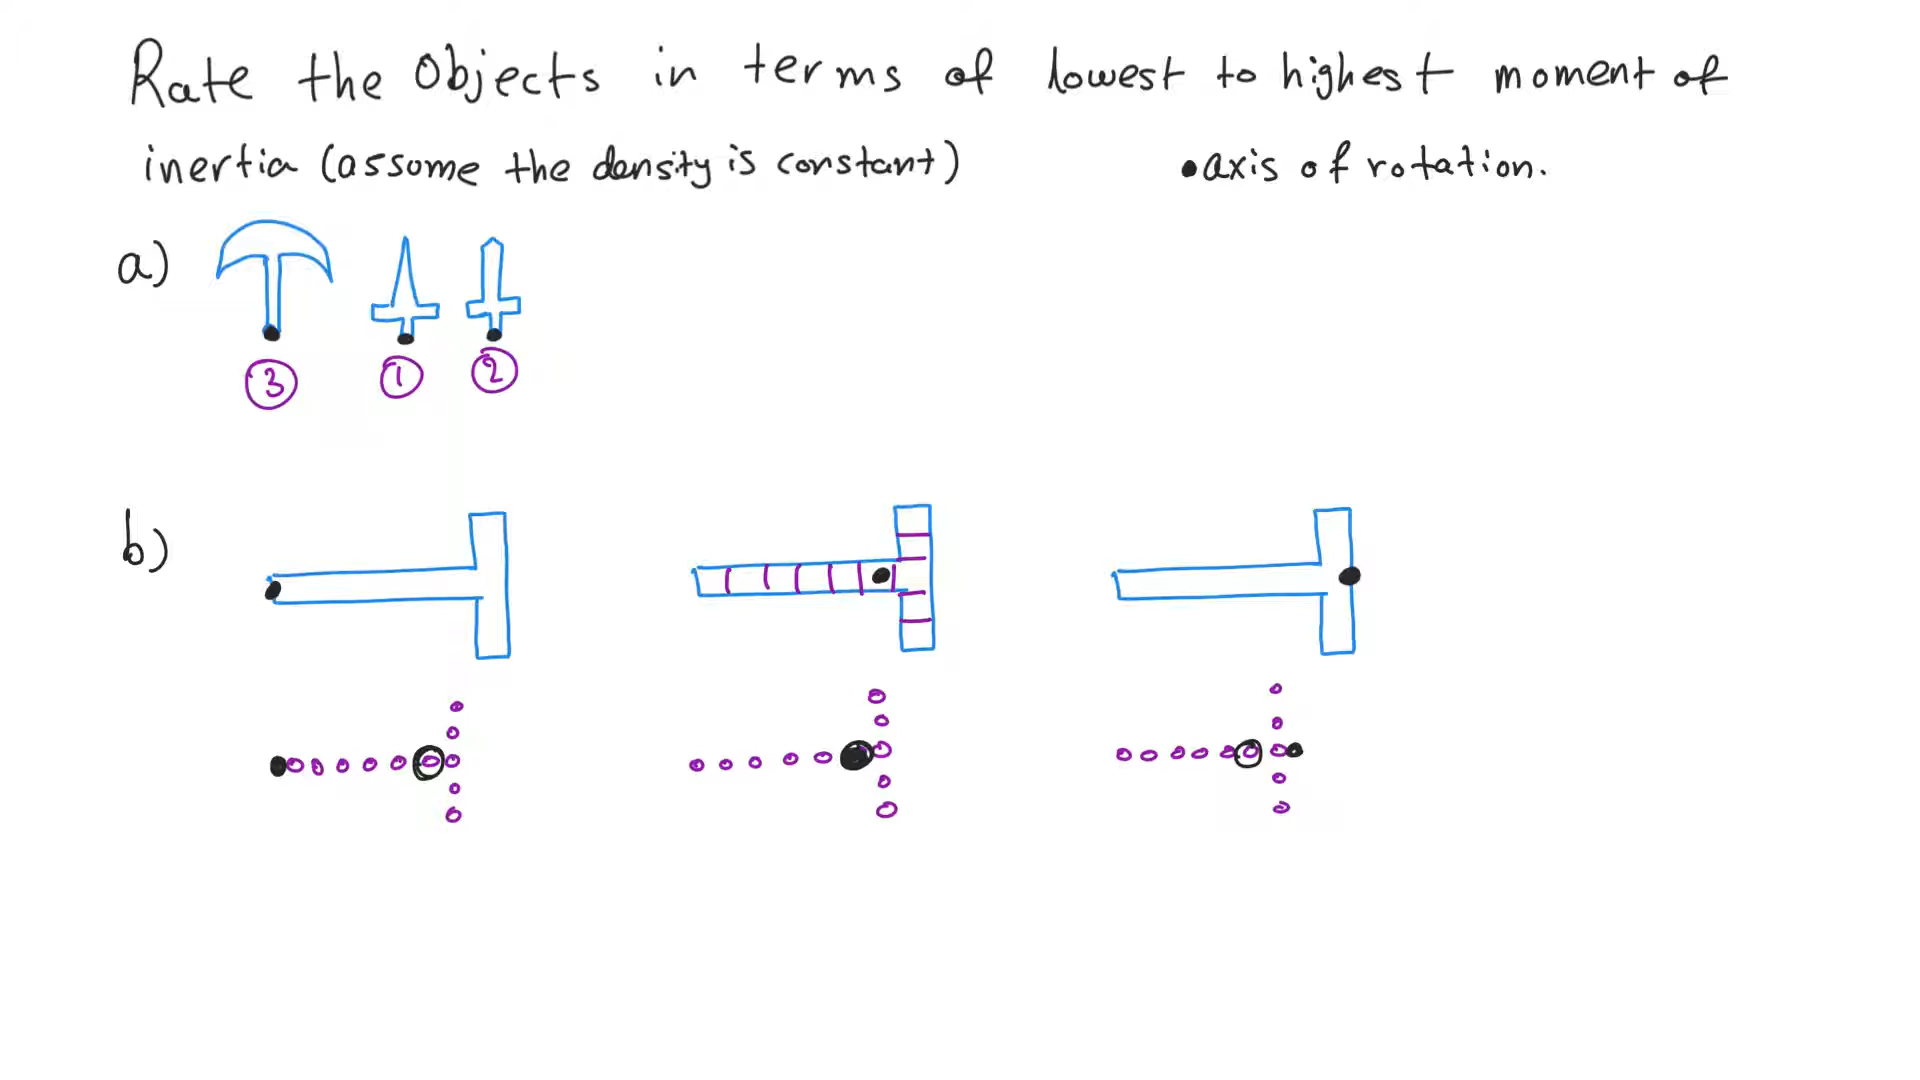 Rate the Objects in terms of lowest to highest moment of
inertia (assume the density is constant) •axis of rotation.
a)
3 1 2
b)